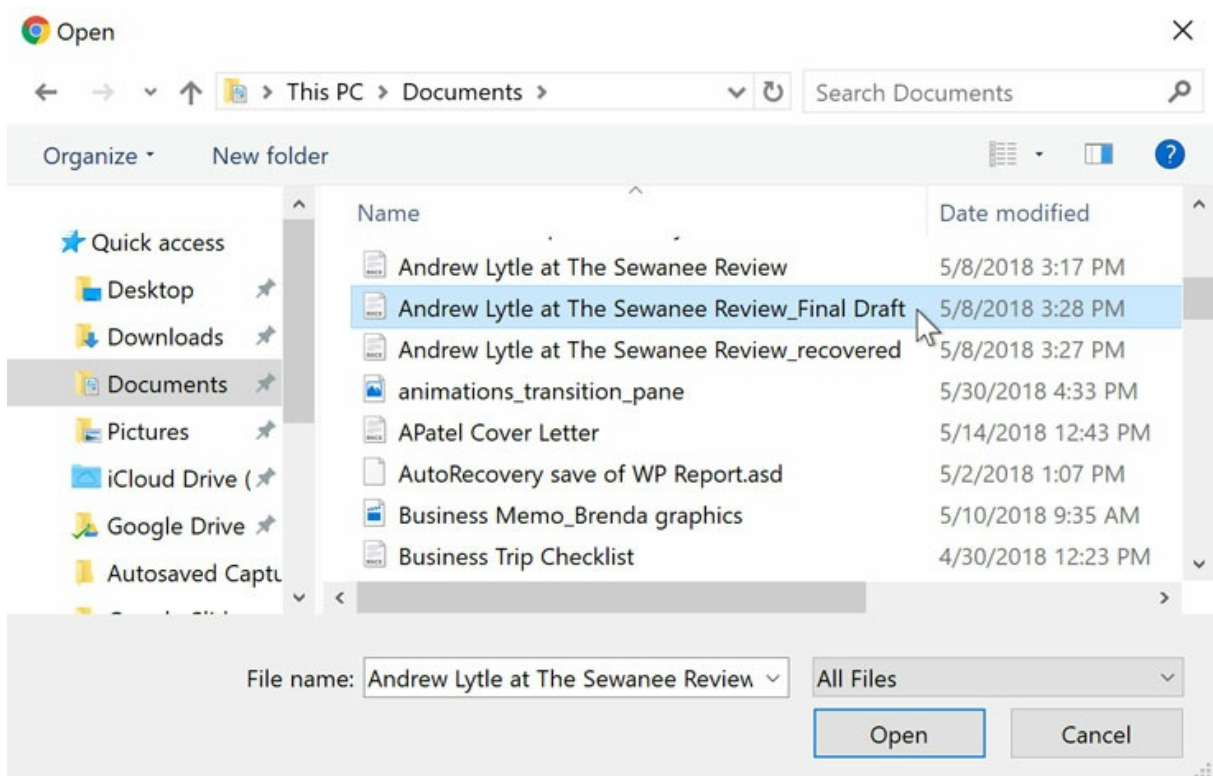 Open
This PC > Documents >
Search Documents
Organize
New folder
?
Name
Date modified
Quick access
Desktop
Downloads
Documents
Pictures
iCloud Drive (
Google Drive
Autosaved Captu
Andrew Lytle at The Sewanee Review 5/8/2018 3:17 PM
Andrew Lytle at The Sewanee Review_Final Draft 5/8/2018 3:28 PM
Andrew Lytle at The Sewanee Review_recovered 5/8/2018 3:27 PM
animations_transition_pane 5/30/2018 4:33 PM
APatel Cover Letter 5/14/2018 12:43 PM
AutoRecovery save of WP Report.asd 5/2/2018 1:07 PM
Business Memo_Brenda graphics 5/10/2018 9:35 AM
Business Trip Checklist 4/30/2018 12:23 PM
File name: Andrew Lytle at The Sewanee Review
All Files
Open
Cancel